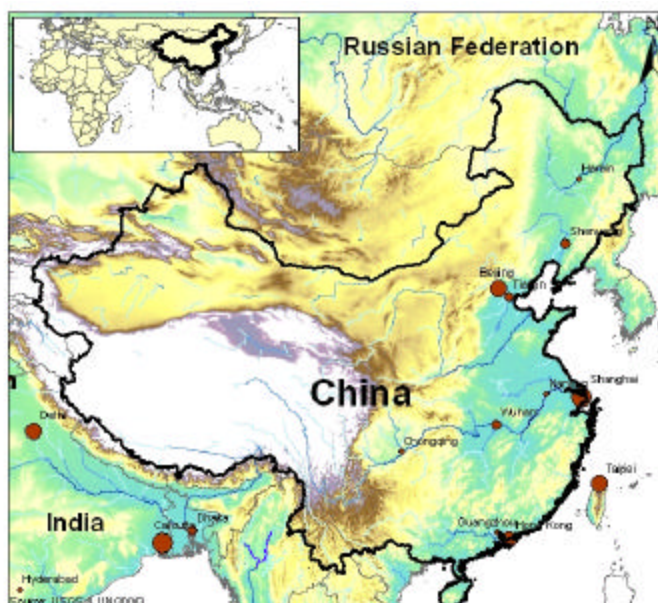 Russian Federation
Harbin
Shenyang
Beijing
Tianjin
China
Shanghai
Wuhan
Chongqing
Delhi
Taipei
Guangzhou
Hong Kong
India
Calcutta
Dhaka
Hyderabad